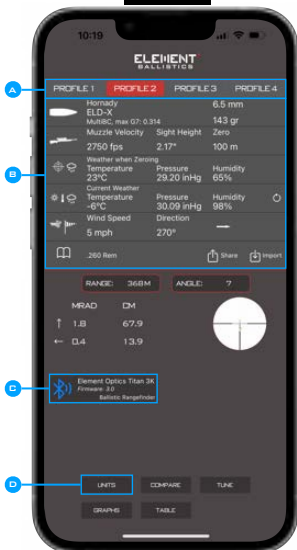 10:19
ELEMENT
BALLISTICS
A
PROFILE 1 PROFILE 2 PROFILE 3 PROFILE 4
Hornady 6.5 mm
ELD-X
MultiBC, max G7: 0.314 143 gr
Muzzle Velocity Sight Height Zero
2750 fps 2.17" 100 m
B
Weather when Zeroing
Temperature Pressure Humidity
23°C 29.20 inHg 65%
Current Weather
Temperature Pressure Humidity
-6°C 30.09 inHg 98%
Wind Speed Direction
5 mph 270°
.260 Rem Share Import
RANGE: 368M ANGLE: 7
MRAD CM
↑ 1.8 67.9
← 0.4 13.9
C
Element Optics Titan 3K
Firmware: 3.0
Ballistic Rangefinder
D
UNITS COMPARE TUNE
GRAPHS TABLE